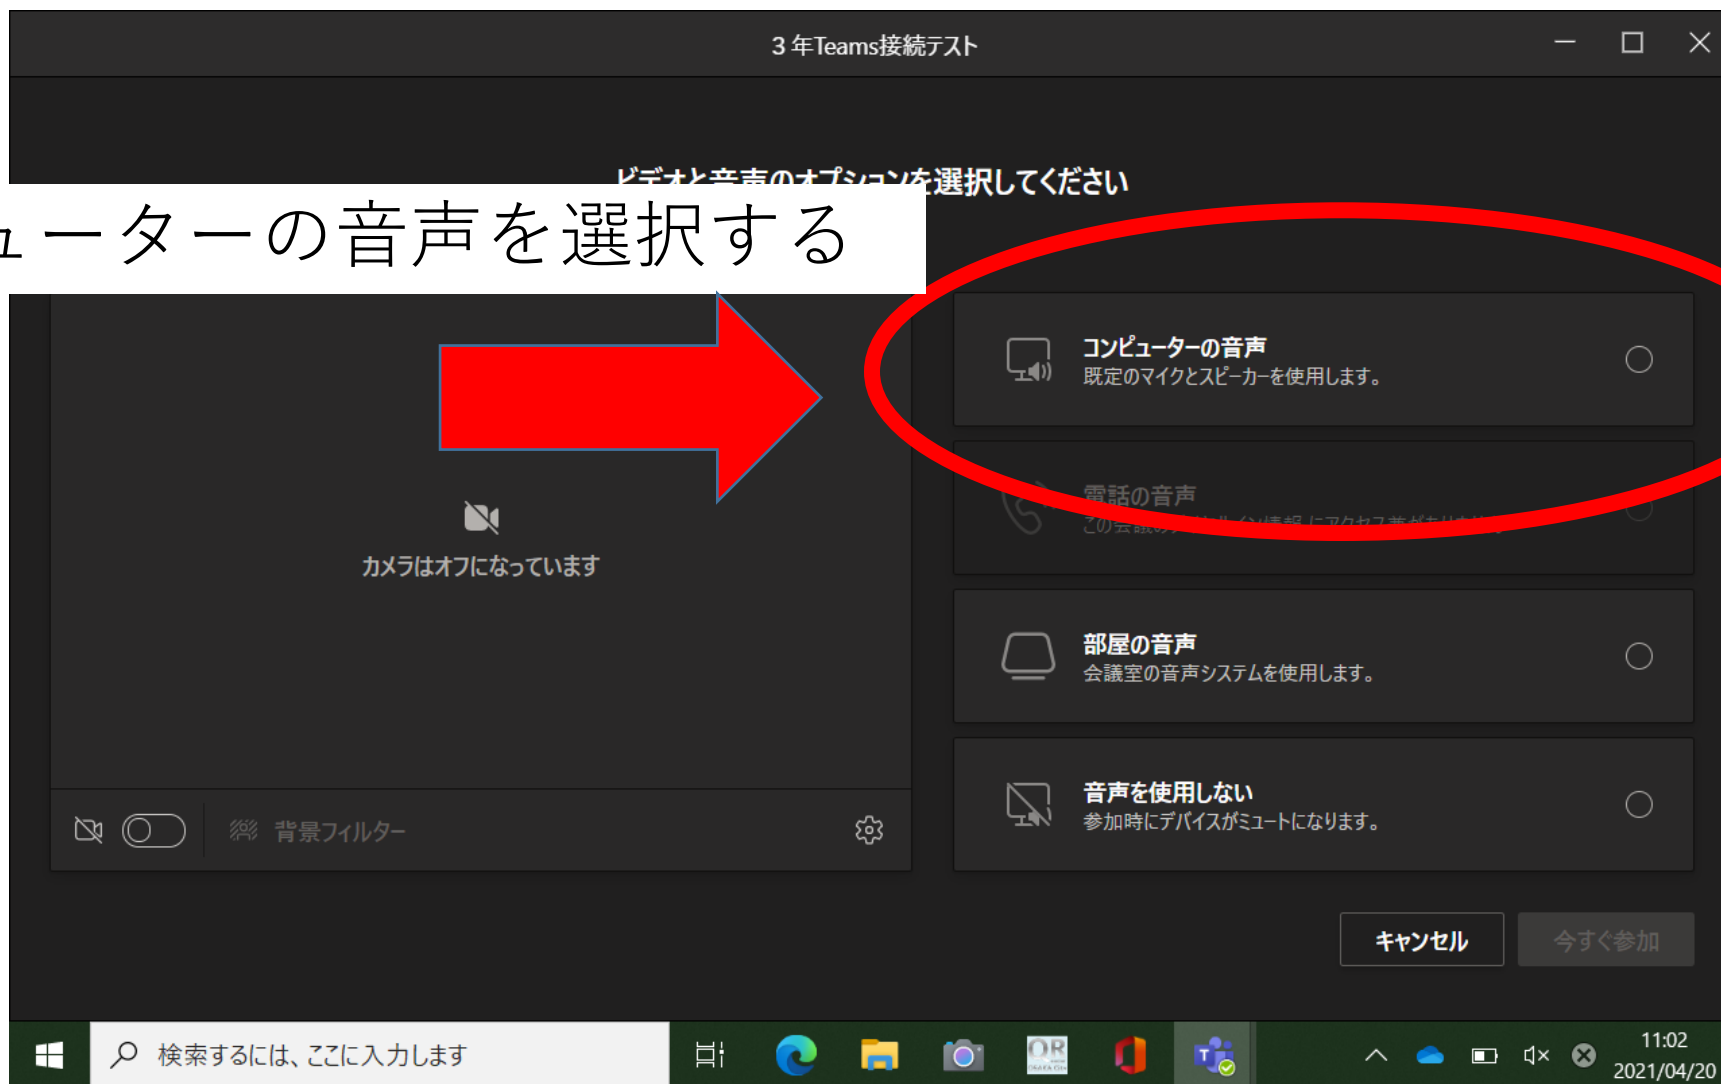 3年Teams接続テスト
ビデオと音声のオプションを選択してください
ューターの音声を選択する
コンピューターの音声
既定のマイクとスピーカーを使用します。
電話の音声
カメラはオフになっています
部屋の音声
会議室の音声システムを使用します。
音声を使用しない
参加時にデバイスがミュートになります。
背景フィルター
キャンセル
今すぐ参加
検索するには、ここに入力します
QR
11:02
2021/04/20